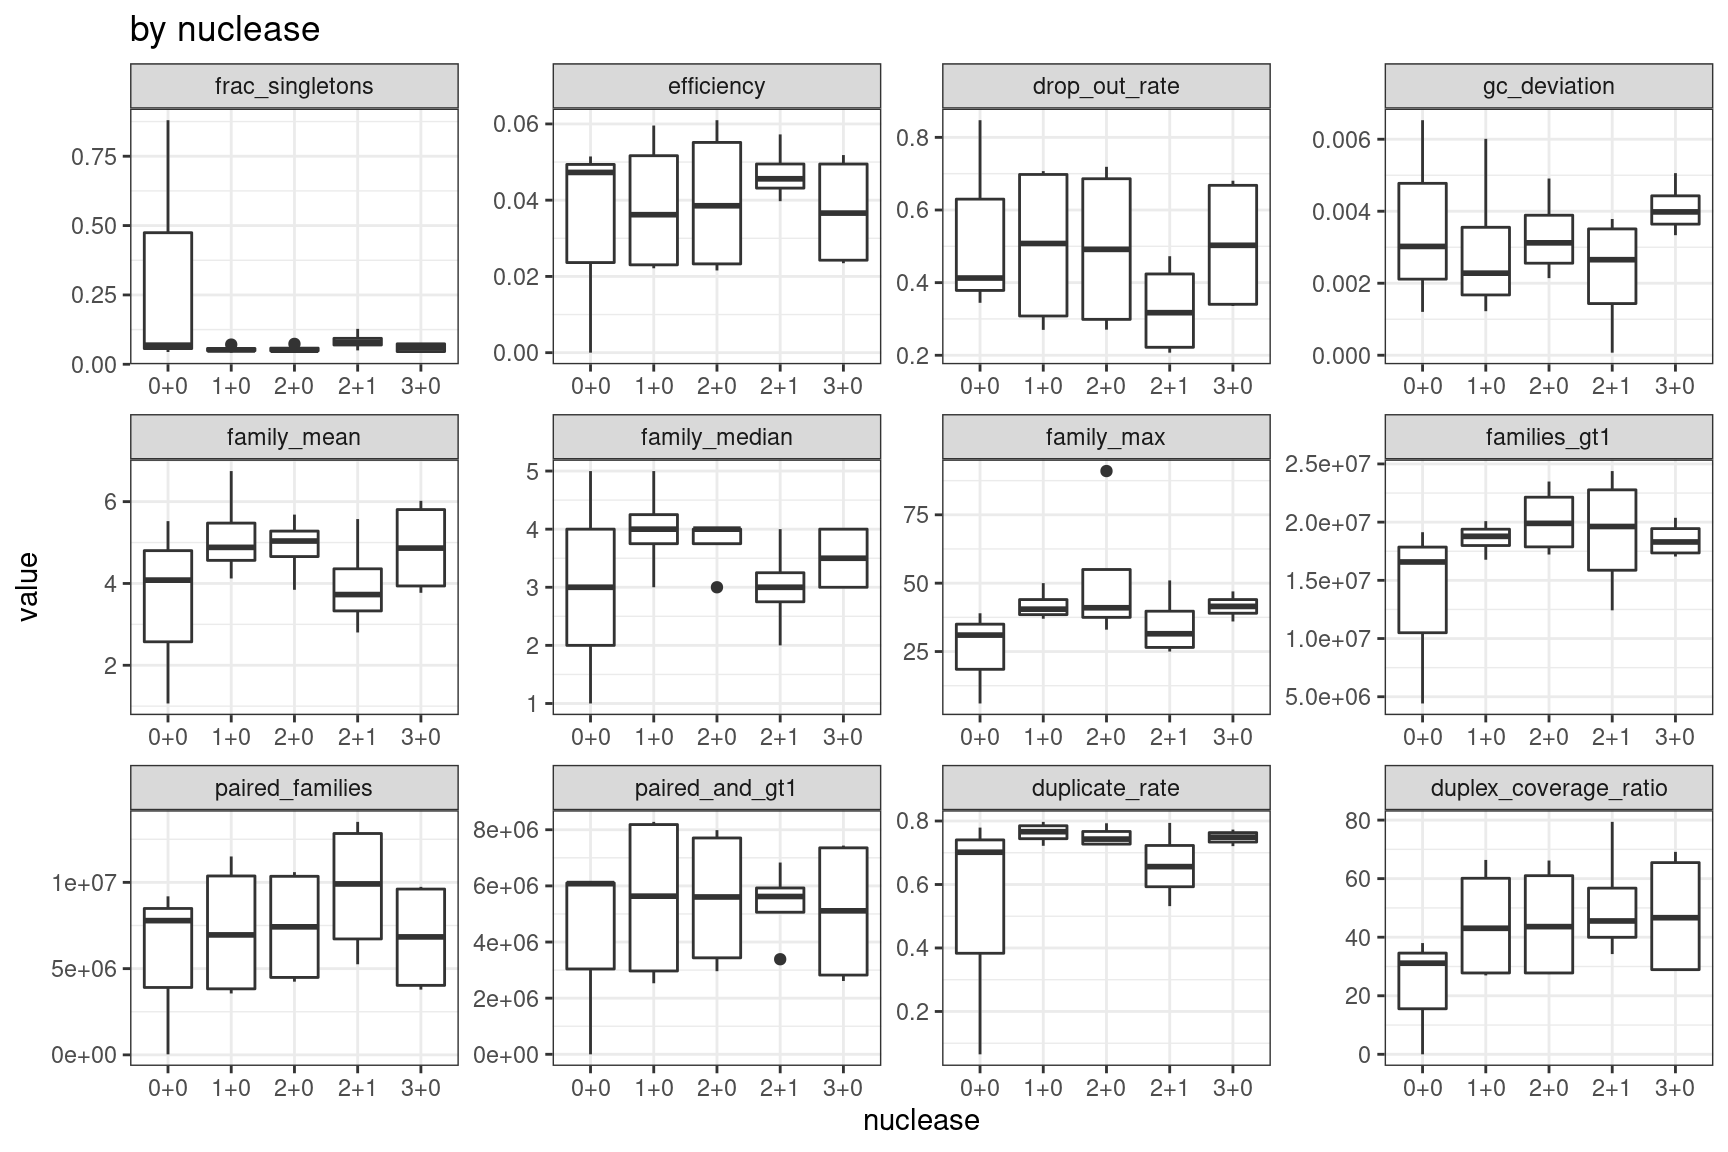 by nuclease
frac_singletons
efficiency
drop_out_rate
gc_deviation
0.75
0.50
0.25
0.00
0.06
0.04
0.02
0.00
0.8
0.6
0.4
0.2
0.006
0.004
0.002
0.000
0+0 1+0 2+0 2+1 3+0
0+0 1+0 2+0 2+1 3+0
0+0 1+0 2+0 2+1 3+0
0+0 1+0 2+0 2+1 3+0
family_mean
family_median
family_max
families_gt1
6
4
2
5
4
3
2
1
75
50
25
2.5e+07
2.0e+07
1.5e+07
1.0e+07
5.0e+06
0+0 1+0 2+0 2+1 3+0
0+0 1+0 2+0 2+1 3+0
0+0 1+0 2+0 2+1 3+0
0+0 1+0 2+0 2+1 3+0
value
paired_families
paired_and_gt1
duplicate_rate
duplex_coverage_ratio
1e+07
5e+06
0e+00
8e+06
6e+06
4e+06
2e+06
0e+00
0.8
0.6
0.4
0.2
80
60
40
20
0
0+0 1+0 2+0 2+1 3+0
0+0 1+0 2+0 2+1 3+0
0+0 1+0 2+0 2+1 3+0
0+0 1+0 2+0 2+1 3+0
nuclease